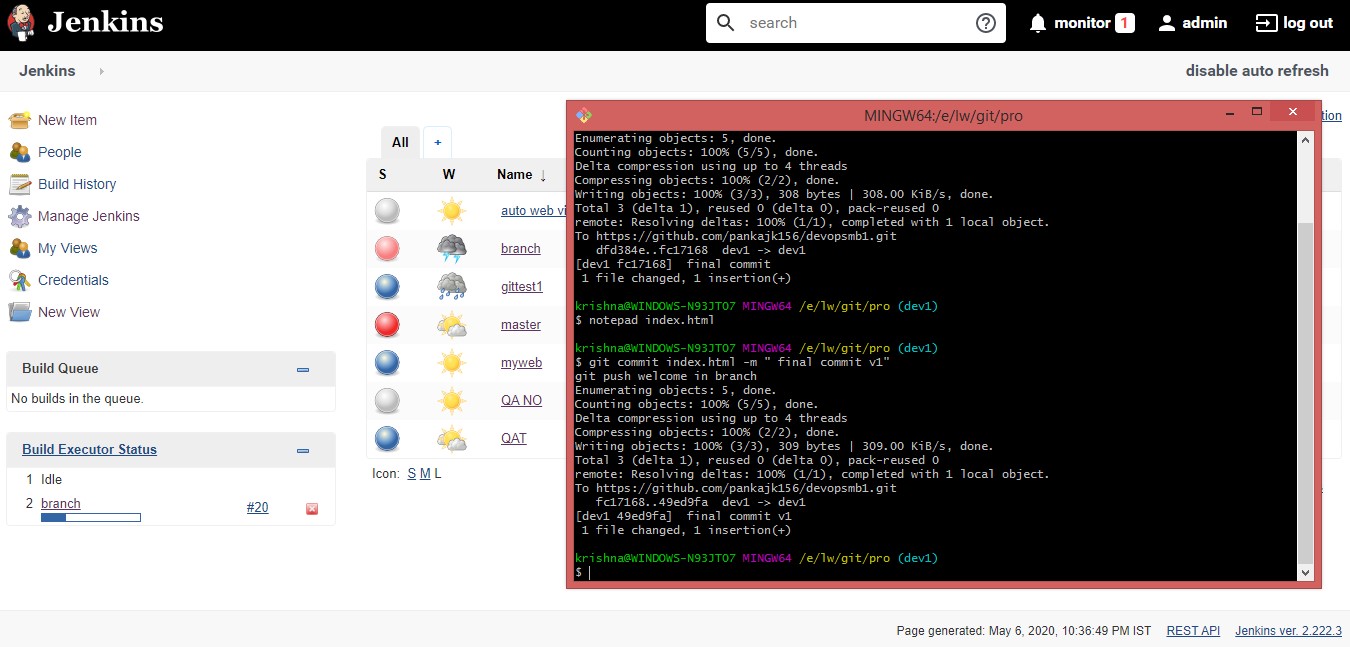 Jenkins
search
monitor 1
admin
log out
Jenkins
disable auto refresh
New Item
People
Build History
Manage Jenkins
My Views
Credentials
New View
Build Queue
No builds in the queue.
Build Executor Status
1 Idle
2 branch #20
All +
S W Name ↓
auto web vi
branch
gittest1
master
myweb
QA NO
QAT
Icon: S M L
tion
MINGW64:/e/lw/git/pro
Enumerating objects: 5, done.
Counting objects: 100% (5/5), done.
Delta compression using up to 4 threads
Compressing objects: 100% (2/2), done.
Writing objects: 100% (3/3), 308 bytes | 308.00 KiB/s, done.
Total 3 (delta 1), reused 0 (delta 0), pack-reused 0
remote: Resolving deltas: 100% (1/1), completed with 1 local object.
To https://github.com/pankajk156/devopsmb1.git
dfd384e..fc17168 dev1 -> dev1
[dev1 fc17168] final commit
1 file changed, 1 insertion(+)
krishna@WINDOWS-N93JTO7 MINGW64 /e/lw/git/pro (dev1)
$ notepad index.html
krishna@WINDOWS-N93JTO7 MINGW64 /e/lw/git/pro (dev1)
$ git commit index.html -m " final commit v1"
git push welcome in branch
Enumerating objects: 5, done.
Counting objects: 100% (5/5), done.
Delta compression using up to 4 threads
Compressing objects: 100% (2/2), done.
Writing objects: 100% (3/3), 309 bytes | 309.00 KiB/s, done.
Total 3 (delta 1), reused 0 (delta 0), pack-reused 0
remote: Resolving deltas: 100% (1/1), completed with 1 local object.
To https://github.com/pankajk156/devopsmb1.git
fc17168..49ed9fa dev1 -> dev1
[dev1 49ed9fa] final commit v1
1 file changed, 1 insertion(+)
krishna@WINDOWS-N93JTO7 MINGW64 /e/lw/git/pro (dev1)
$
Page generated: May 6, 2020, 10:36:49 PM IST
REST API
Jenkins ver. 2.222.3